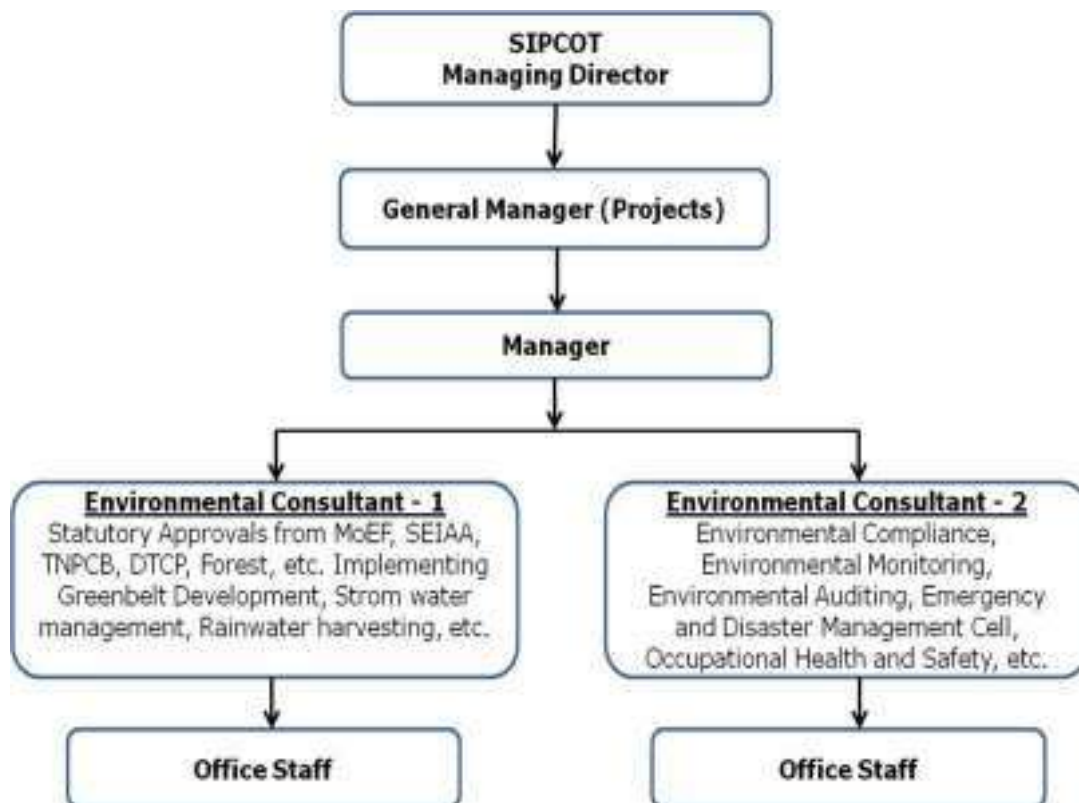 SIPCOT
Managing Director
General Manager (Projects)
Manager
Environmental Consultant - 1
Statutory Approvals from MoEF, SEIAA,
TNPCB, DTCP, Forest, etc. Implementing
Greenbelt Development, Strom water
management, Rainwater harvesting, etc.
Environmental Consultant - 2
Environmental Compliance,
Environmental Monitoring,
Environmental Auditing, Emergency
and Disaster Management Cell,
Occupational Health and Safety, etc.
Office Staff
Office Staff